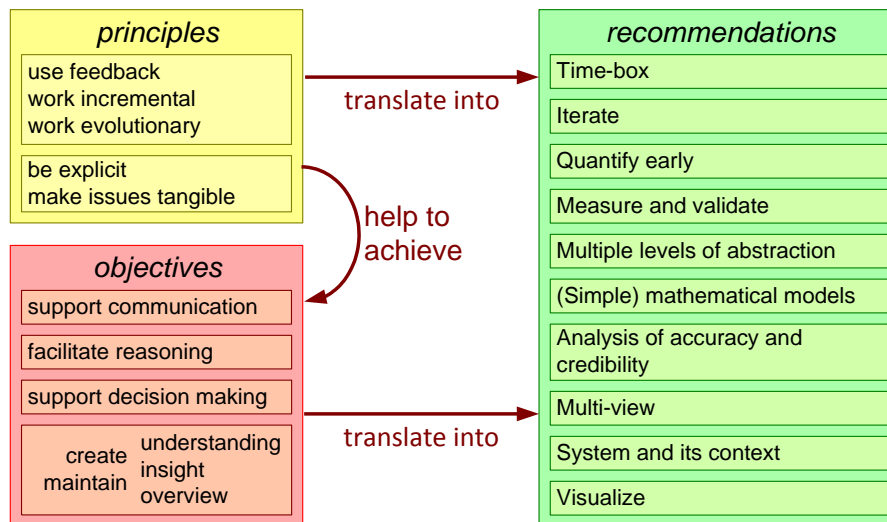 principles
use feedback
work incremental
work evolutionary
be explicit
make issues tangible
translate into
help to
achieve
objectives
support communication
facilitate reasoning
support decision making
create
maintain
understanding
insight
overview
translate into
recommendations
Time-box
Iterate
Quantify early
Measure and validate
Multiple levels of abstraction
(Simple) mathematical models
Analysis of accuracy and
credibility
Multi-view
System and its context
Visualize